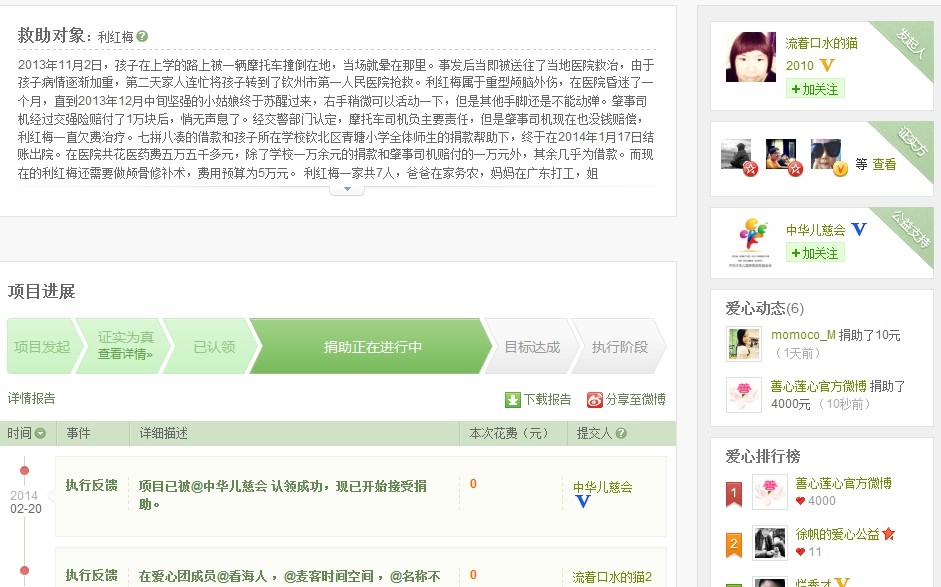 救助对象：利红梅
2013年11月2日，孩子在上学的路上被一辆摩托车撞倒在地，当场就晕在那里。事发后当即被送往了当地医院救治，由于
孩子病情逐渐加重，第二天家人连忙将孩子转到了钦州市第一人民医院抢救。利红梅属于重型颅脑外伤，在医院昏迷了一
个月，直到2013年12月中旬坚强的小姑娘终于苏醒过来，右手稍微可以活动一下，但是其他手脚还是不能动弹。肇事司
机经过交强险赔付了1万块后，悄无声息了。经交警部门认定，摩托车司机负主要责任，但是肇事司机现在也没钱赔偿，
利红梅一直欠费治疗。七拼八凑的借款和孩子所在学校钦北区青塘小学全体师生的捐款帮助下，终于在2014年1月17日结
账出院。在医院共花医药费五万五千多元，除了学校一万余元的捐款和肇事司机赔付的一万元外，其余几乎为借款。而现
在的利红梅还需要做颅骨修补术，费用预算为5万元。 利红梅一家共7人，爸爸在家务农，妈妈在广东打工，姐
项目进展
项目发起
证实为真
查看详情»
已认领
捐助正在进行中
目标达成
执行阶段
详情报告
下载报告
分享至微博
时间 事件 详细描述 本次花费（元） 提交人
2014
02-20
执行反馈
项目已被@中华儿慈会 认领成功，现已开始接受捐
助。
0
中华儿慈会
执行反馈
在爱心团成员@看海人，@麦客时间空间，@名称不
0
流着口水的猫2
发起人
流着口水的猫
2010
+加关注
证实方
等 查看
公益支持
中华儿慈会
+加关注
爱心动态(6)
momoco_M 捐助了10元
（1天前）
善心莲心官方微博 捐助了
4000元（10秒前）
爱心排行榜
1
善心莲心官方微博
4000
2
徐帆的爱心公益
11